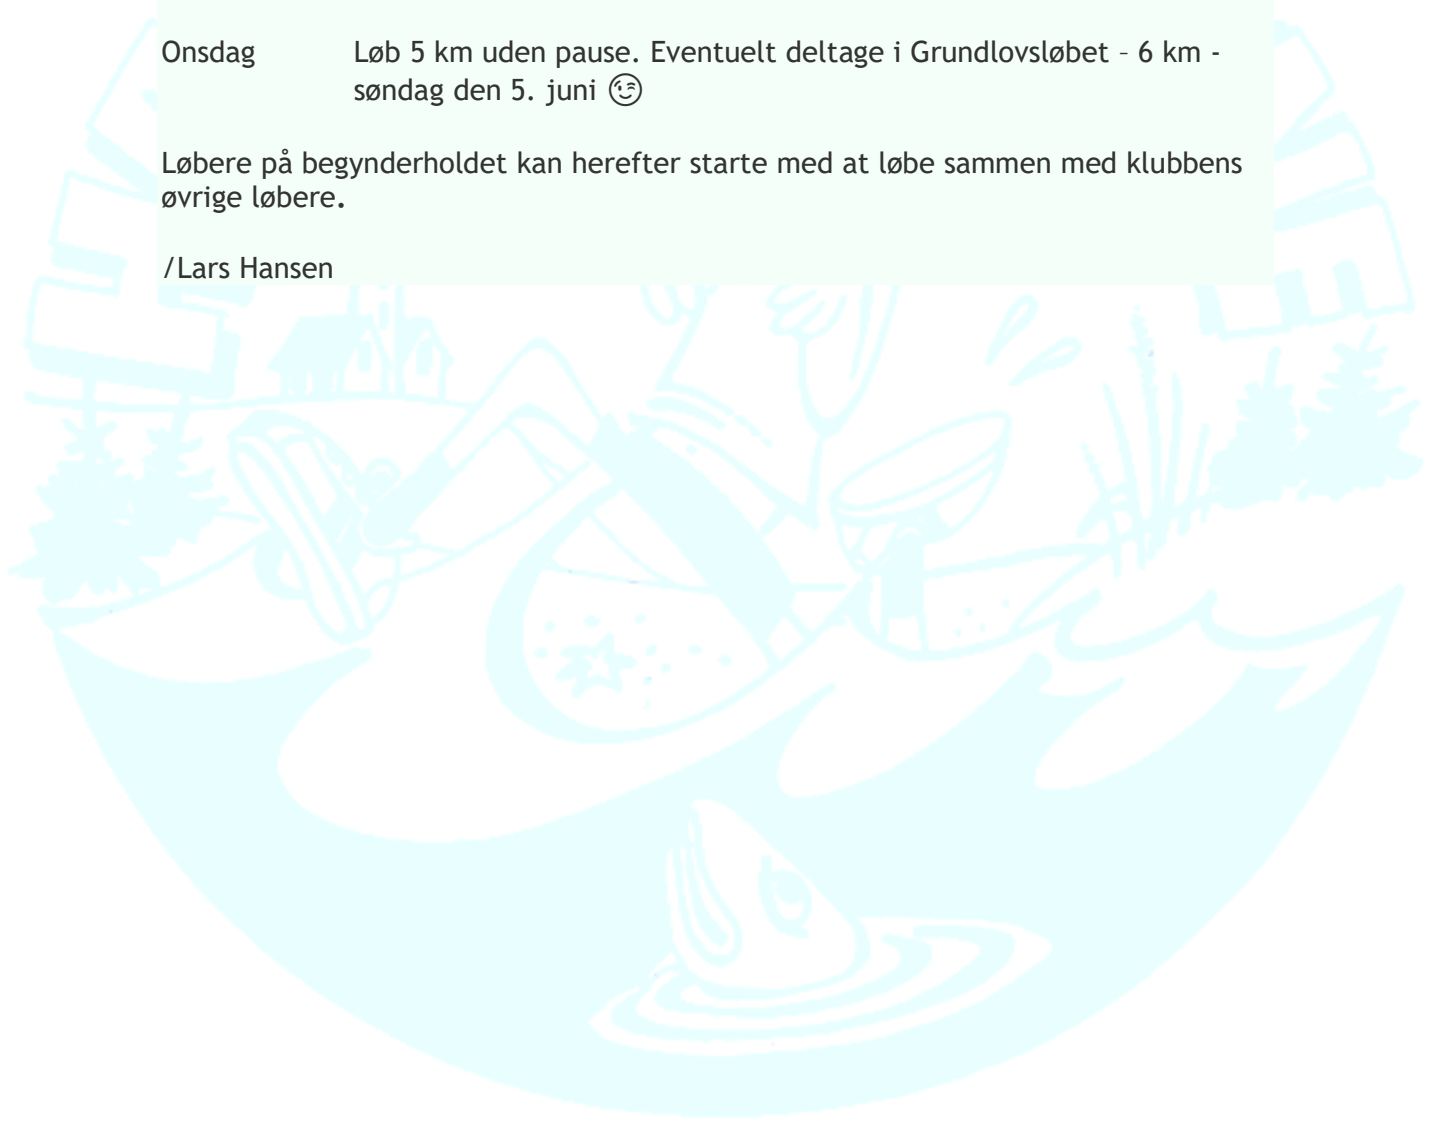 Onsdag Løb 5 km uden pause. Eventuelt deltage i Grundlovsløbet – 6 km -
søndag den 5. juni 😉
Løbere på begynderholdet kan herefter starte med at løbe sammen med klubbens
øvrige løbere.
/Lars Hansen